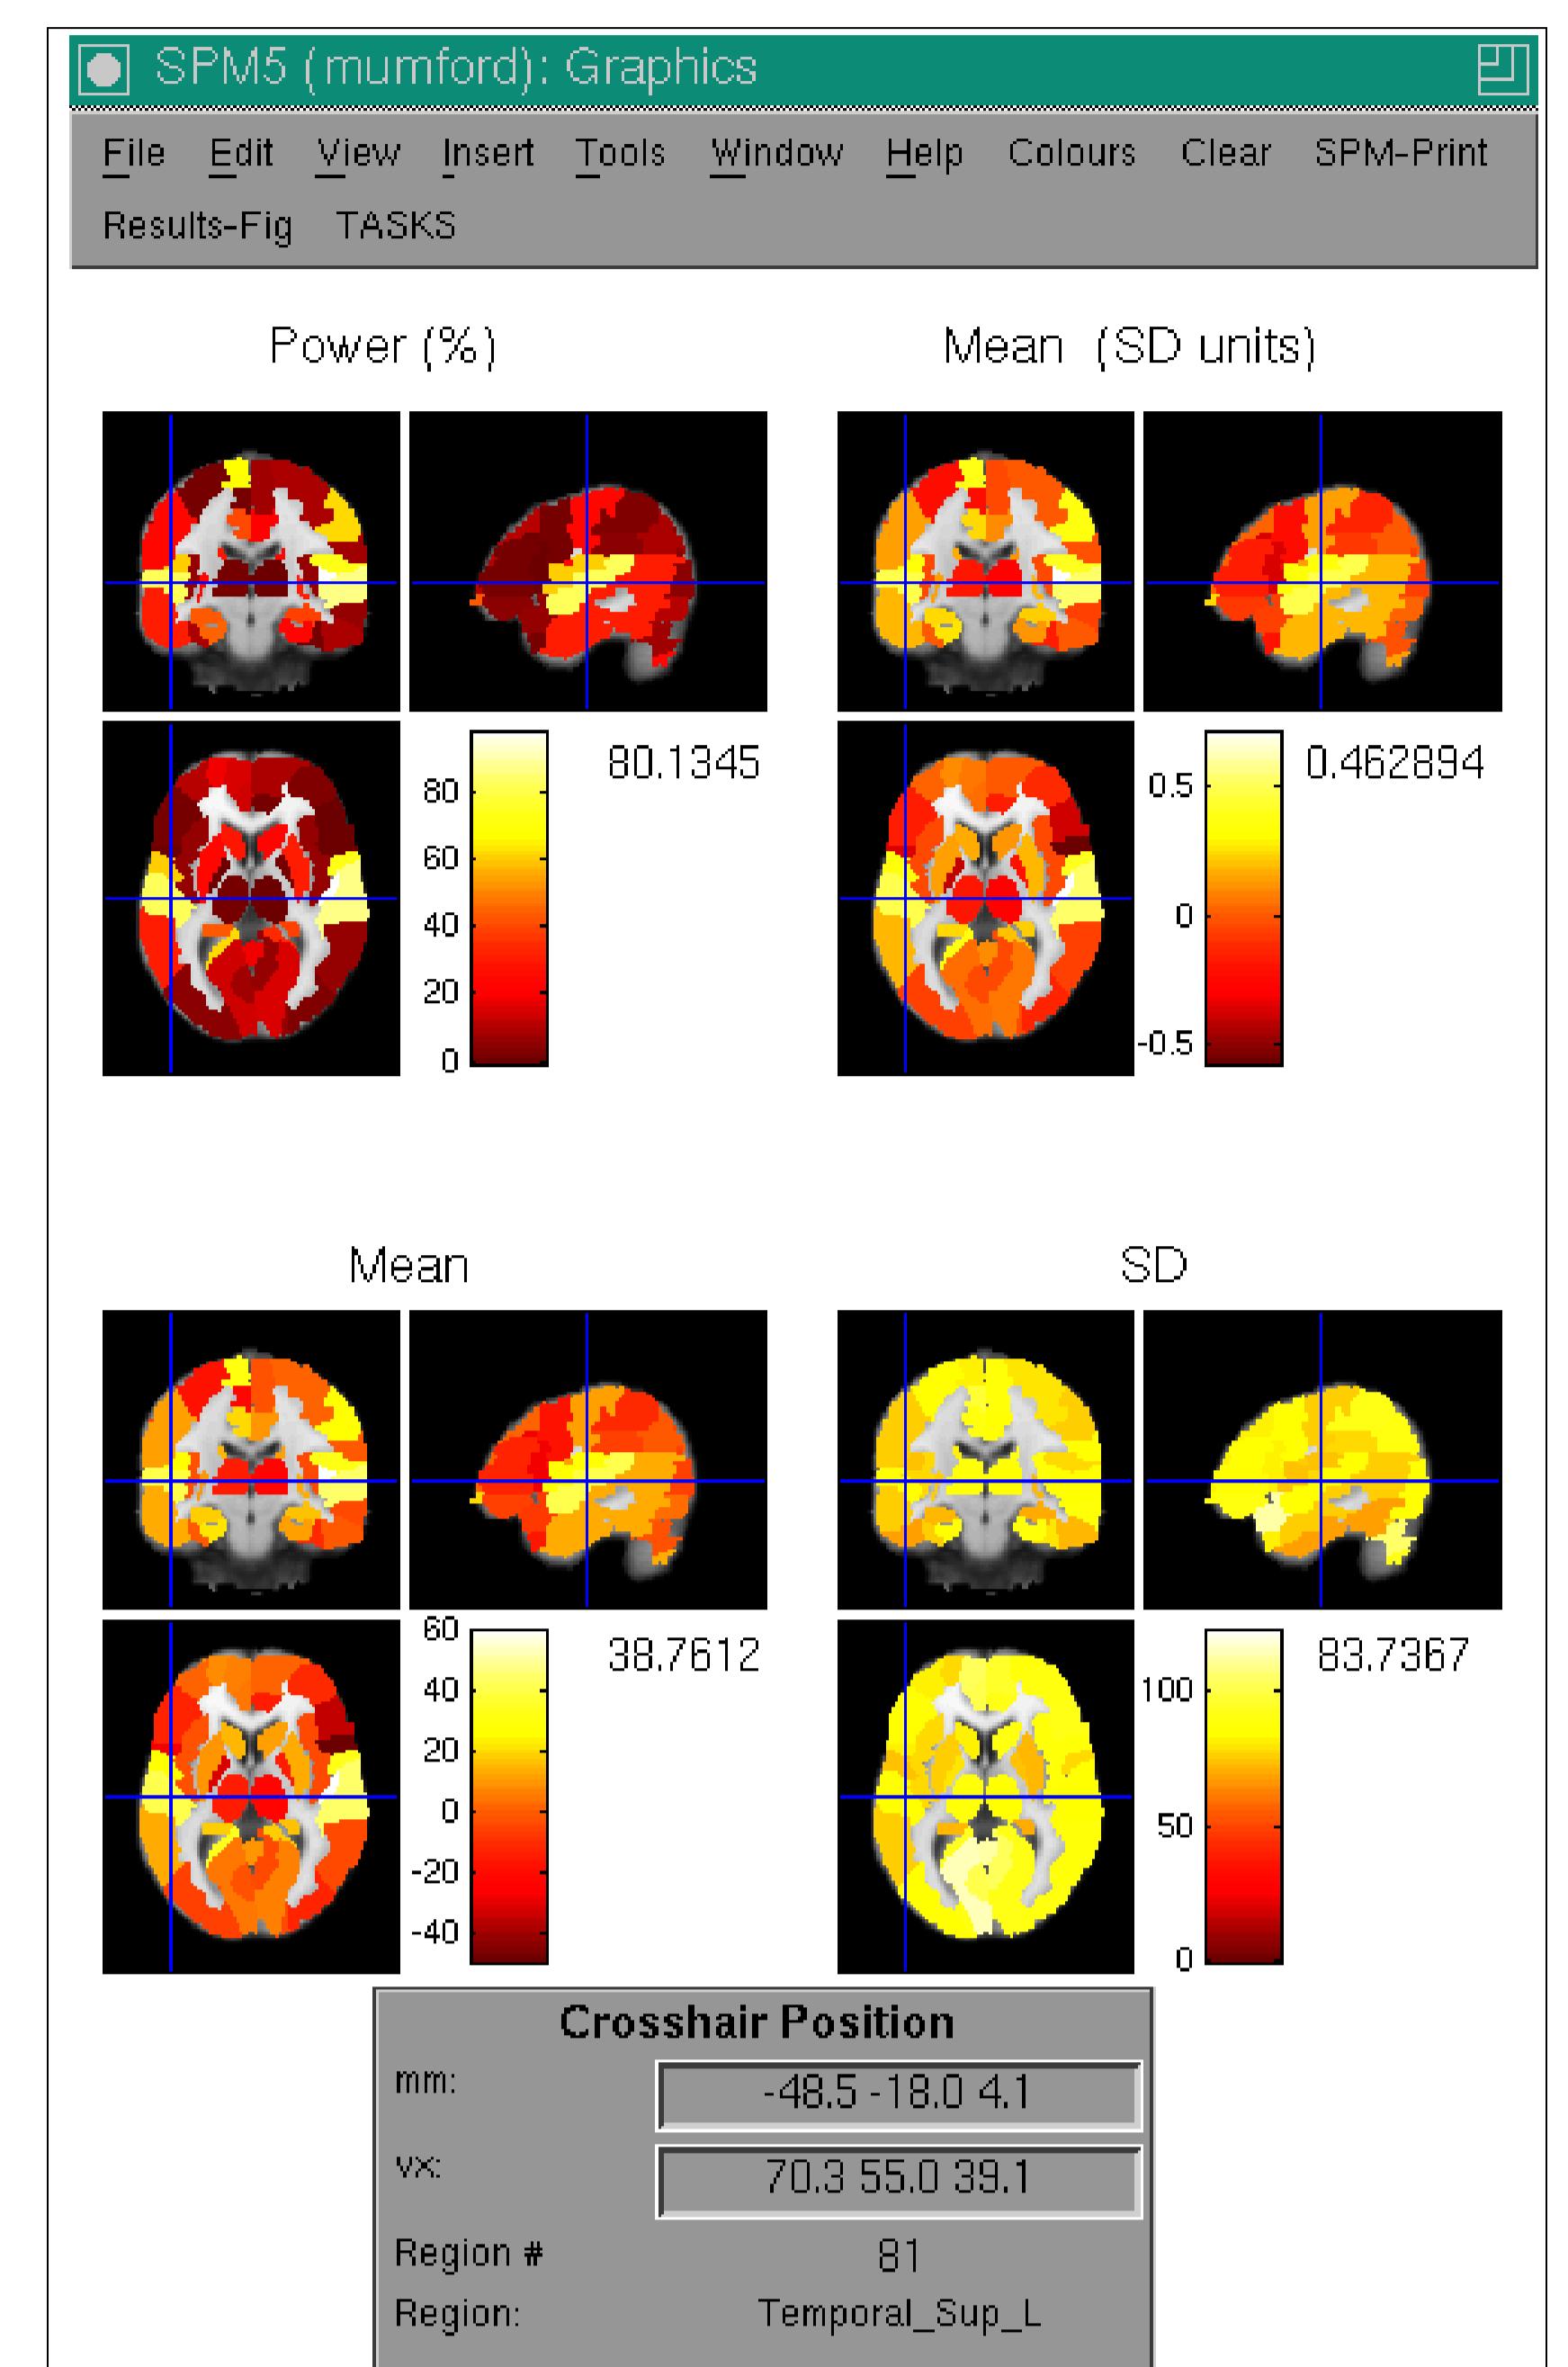 SPM5 (mumford): Graphics
File Edit View Insert Tools Window Help Colours Clear SPM-Print
Results-Fig TASKS
Power (%)
Mean (SD units)
80
60
40
20
0
80.1345
0.5
0
-0.5
0.462894
Mean
SD
60
40
20
0
-20
-40
38.7612
100
50
0
83.7367
Crosshair Position
mm: -48.5 -18.0 4.1
vx: 70.3 55.0 39.1
Region # 81
Region: Temporal_Sup_L